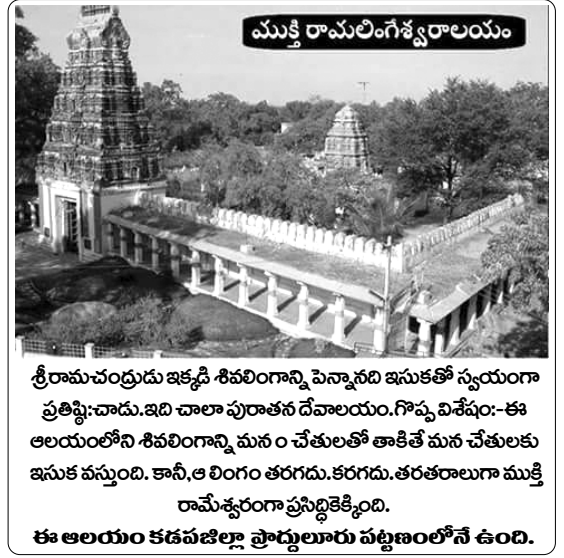 ముక్తి రామలింగేశ్వరాలయం
శ్రీరామచంద్రుడు ఇక్కడి శివలింగాన్ని పెన్నానది ఇసుకతో స్వయంగా
ప్రతిష్ఠి:చాడు.ఇది చాలా పురాతన దేవాలయం.గొప్ప విశేషం:-ఈ
ఆలయంలోని శివలింగాన్ని మన ం చేతులతో తాకితే మన చేతులకు
ఇసుక వస్తుంది. కానీ,ఆ లింగం తరగదు.కరగదు.తరతరాలుగా ముక్తి
రామేశ్వరంగా ప్రసిద్ధికెక్కింది.
ఈ ఆలయం కడపజిల్లా ప్రొద్దులూరు పట్టణంలోనే ఉంది.